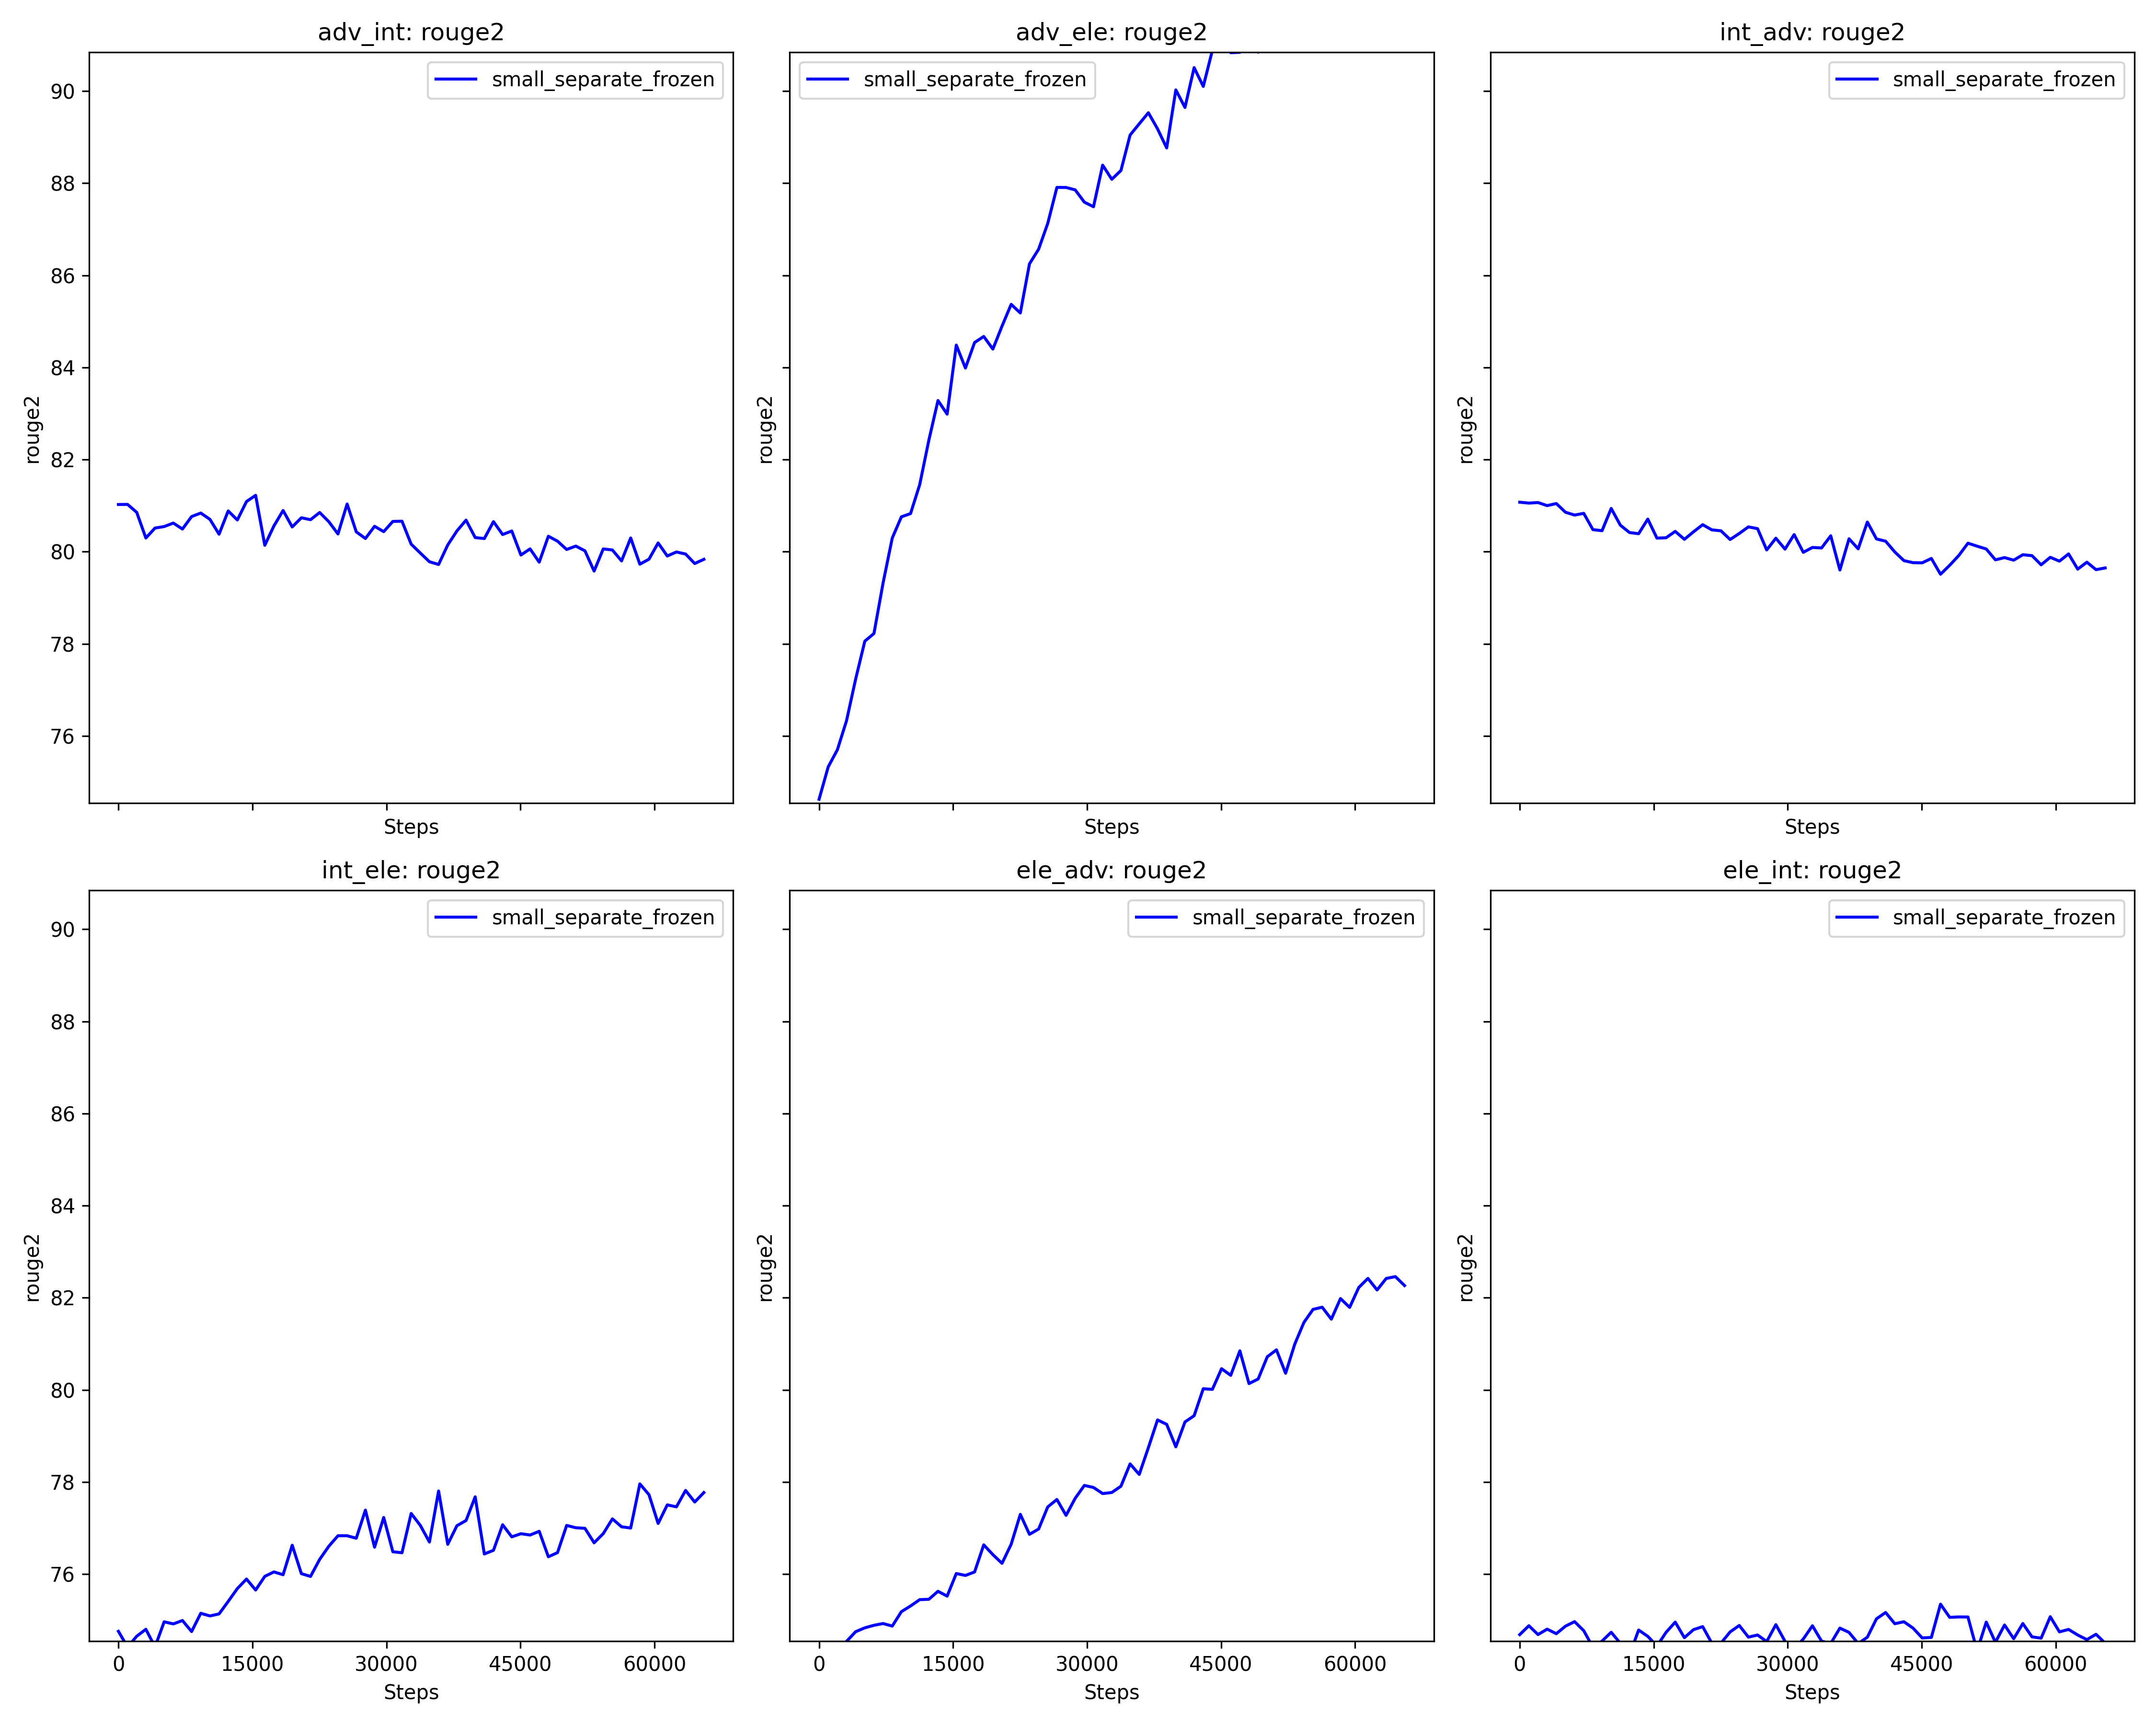 adv_int: rouge2
small_separate_frozen
90
88
86
84
82
80
78
76
rouge2
Steps
adv_ele: rouge2
small_separate_frozen
rouge2
Steps
int_adv: rouge2
small_separate_frozen
rouge2
Steps
int_ele: rouge2
small_separate_frozen
90
88
86
84
82
80
78
76
rouge2
0 15000 30000 45000 60000
Steps
ele_adv: rouge2
small_separate_frozen
rouge2
0 15000 30000 45000 60000
Steps
ele_int: rouge2
small_separate_frozen
rouge2
0 15000 30000 45000 60000
Steps